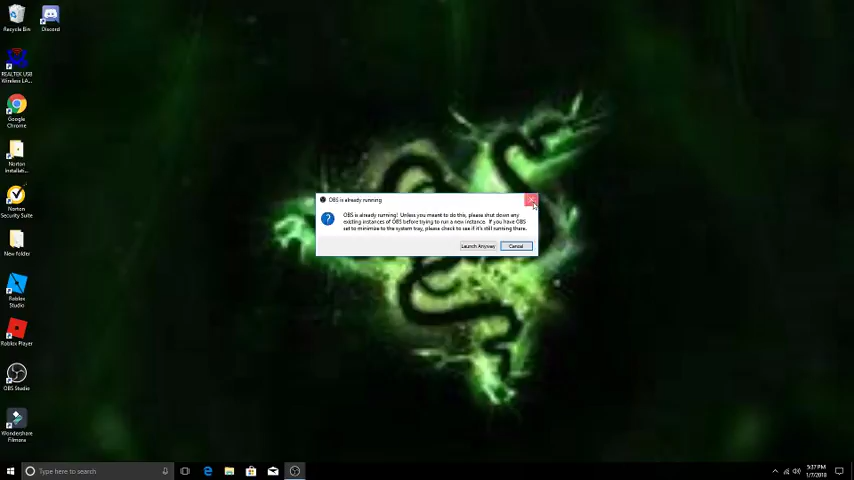 Recycle Bin
Discord
REALTEK USB
Wireless LA...
Google
Chrome
Norton
Installatio...
Norton
Security Suite
New folder
Roblox
Studio
Roblox Player
OBS Studio
Wondershare
Filmora
OBS is already running
OBS is already running! Unless you meant to do this, please shut down any
existing instances of OBS before trying to run a new instance. If you have OBS
set to minimize to the system tray, please check to see if it's still running there.
Launch Anyway
Cancel
Type here to search
5:37 PM
1/7/2018